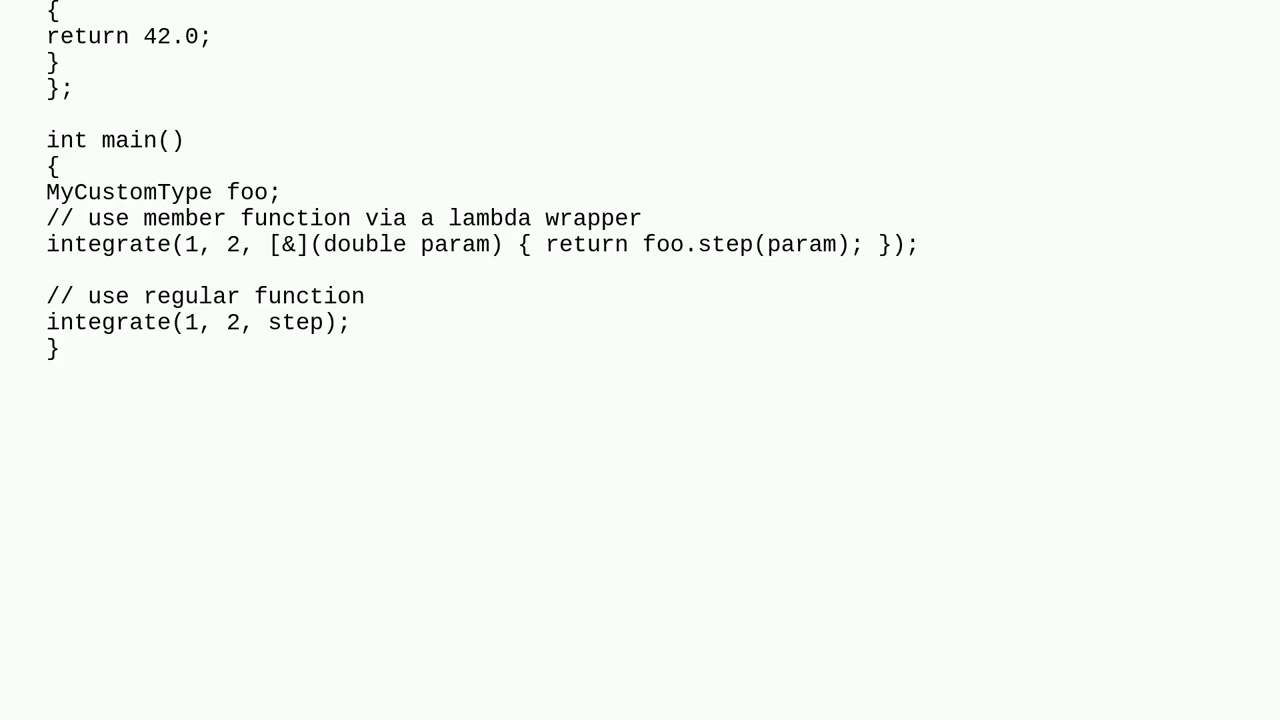 {
return 42.0;
}
};
int main()
{
MyCustomType foo;
// use member function via a lambda wrapper
integrate(1, 2, [&](double param) { return foo.step(param); });
// use regular function
integrate(1, 2, step);
}